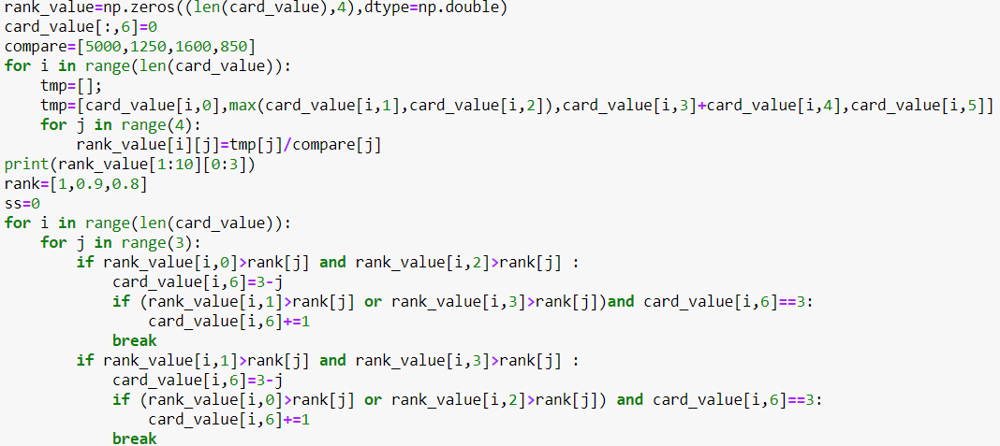 rank_value=np.zeros((len(card_value),4),dtype=np.double)
card_value[:,6]=0
compare=[5000,1250,1600,850]
for i in range(len(card_value)):
    tmp=[];
    tmp=[card_value[i,0],max(card_value[i,1],card_value[i,2]),card_value[i,3]+card_value[i,4],card_value[i,5]]
    for j in range(4):
        rank_value[i][j]=tmp[j]/compare[j]
print(rank_value[1:10][0:3])
rank=[1,0.9,0.8]
ss=0
for i in range(len(card_value)):
    for j in range(3):
        if rank_value[i,0]>rank[j] and rank_value[i,2]>rank[j] :
            card_value[i,6]=3-j
            if (rank_value[i,1]>rank[j] or rank_value[i,3]>rank[j])and card_value[i,6]==3:
                card_value[i,6]+=1
            break
        if rank_value[i,1]>rank[j] and rank_value[i,3]>rank[j] :
            card_value[i,6]=3-j
            if (rank_value[i,0]>rank[j] or rank_value[i,2]>rank[j]) and card_value[i,6]==3:
                card_value[i,6]+=1
            break